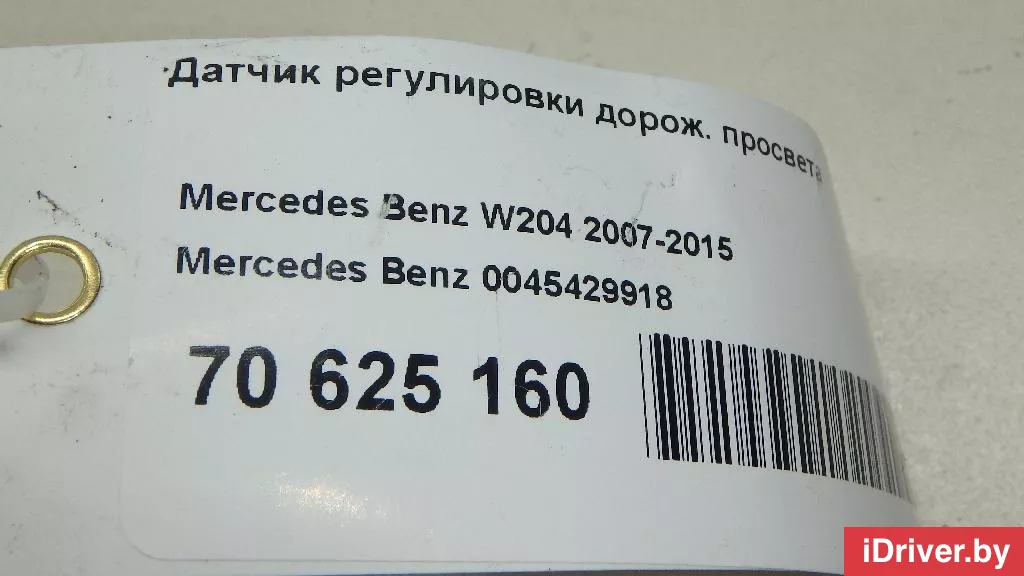 Датчик регулировки дорож. просвета
Mercedes Benz W204 2007-2015
Mercedes Benz 0045429918
70 625 160
iDriver.by